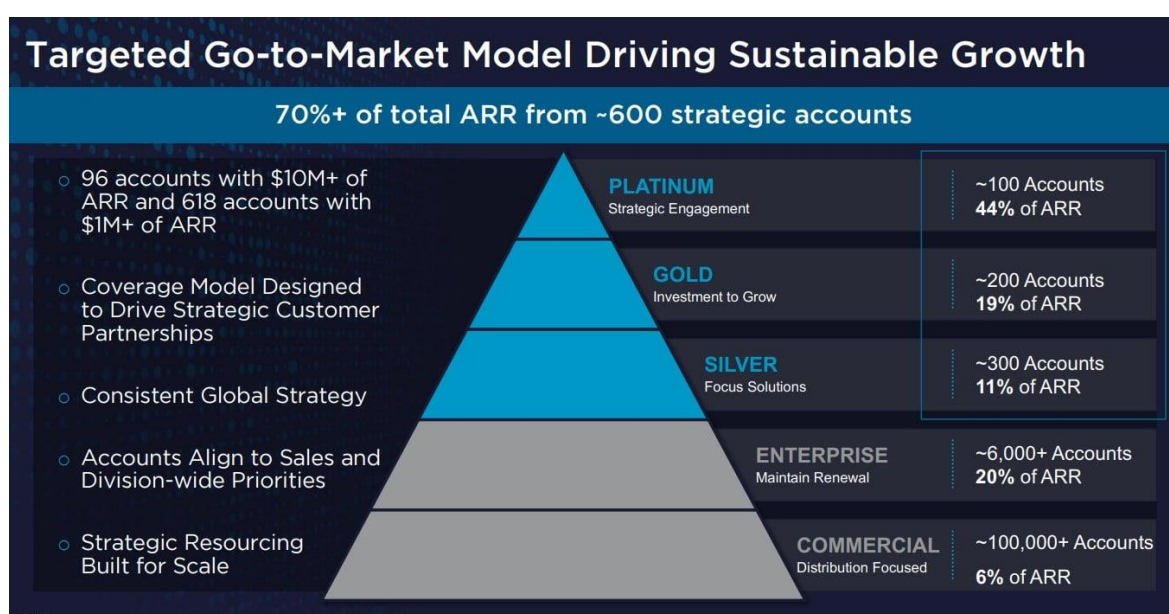 Targeted Go-to-Market Model Driving Sustainable Growth
70%+ of total ARR from ~600 strategic accounts
96 accounts with $10M+ of
ARR and 618 accounts with
$1M+ of ARR
Coverage Model Designed
to Drive Strategic Customer
Partnerships
Consistent Global Strategy
Accounts Align to Sales and
Division-wide Priorities
Strategic Resourcing
Built for Scale
PLATINUM
Strategic Engagement
~100 Accounts
44% of ARR
GOLD
Investment to Grow
~200 Accounts
19% of ARR
SILVER
Focus Solutions
~300 Accounts
11% of ARR
ENTERPRISE
Maintain Renewal
~6,000+ Accounts
20% of ARR
COMMERCIAL
Distribution Focused
~100,000+ Accounts
6% of ARR